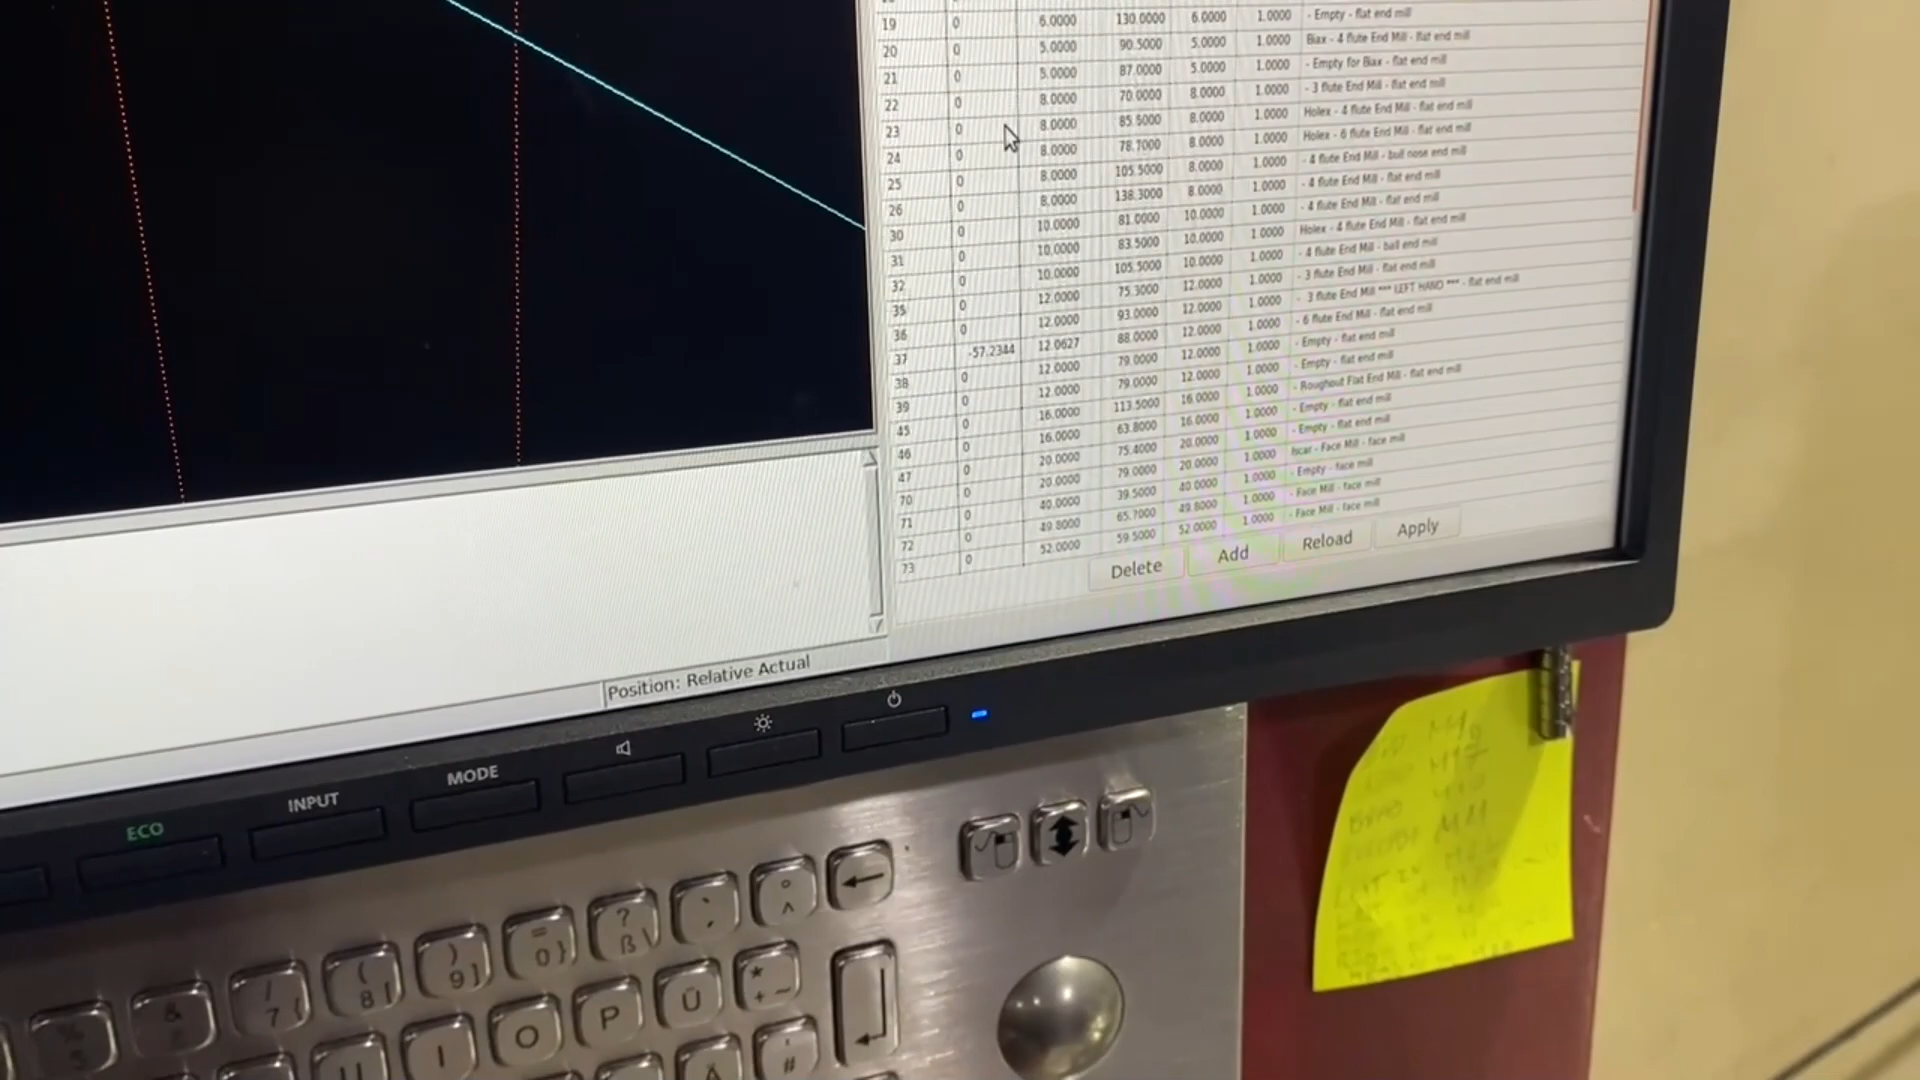 19 0 6.0000 130.0000 6.0000 1.0000 - Empty - flat end mill
20 0 5.0000 90.5000 5.0000 1.0000 Biax - 4 flute End Mill - flat end mill
21 0 5.0000 87.0000 5.0000 1.0000 - Empty for Biax - flat end mill
22 0 8.0000 70.0000 8.0000 1.0000 - 3 flute End Mill - flat end mill
23 0 8.0000 85.5000 8.0000 1.0000 Holex - 4 flute End Mill - flat end mill
24 0 8.0000 78.7000 8.0000 1.0000 Holex - 6 flute End Mill - flat end mill
25 0 8.0000 105.5000 8.0000 1.0000 - 4 flute End Mill - bull nose end mill
26 0 8.0000 138.3000 8.0000 1.0000 - 4 flute End Mill - flat end mill
30 0 10.0000 81.0000 10.0000 1.0000 - 4 flute End Mill - flat end mill
31 0 10.0000 83.5000 10.0000 1.0000 Holex - 4 flute End Mill - flat end mill
32 0 10.0000 105.5000 10.0000 1.0000 - 4 flute End Mill - ball end mill
35 0 12.0000 75.3000 12.0000 1.0000 - 3 flute End Mill - flat end mill
36 0 12.0000 93.0000 12.0000 1.0000 - 3 flute End Mill *** LEFT HAND *** - flat end mill
37 -57.2344 12.0627 88.0000 12.0000 1.0000 - 6 flute End Mill - flat end mill
38 0 12.0000 79.0000 12.0000 1.0000 - Empty - flat end mill
39 0 12.0000 79.0000 12.0000 1.0000 - Empty - flat end mill
45 0 16.0000 113.5000 16.0000 1.0000 - Roughout Flat End Mill - flat end mill
46 0 16.0000 63.8000 16.0000 1.0000 - Empty - flat end mill
47 0 20.0000 75.4000 20.0000 1.0000 - Empty - flat end mill
70 0 20.0000 79.0000 20.0000 1.0000 Iscar - Face Mill - face mill
71 0 40.0000 39.5000 40.0000 1.0000 - Empty - face mill
72 0 49.8000 65.7000 49.8000 1.0000 - Face Mill - face mill
73 0 52.0000 59.5000 52.0000 1.0000 - Face Mill - face mill
Delete Add Reload Apply
Position: Relative Actual
ECO INPUT MODE
/ 7 { ( 8 [ ) 9 ] = 0 } ? ß \ ` ´ ° ^ ←
U I O P Ü * + ~
Ä ' #